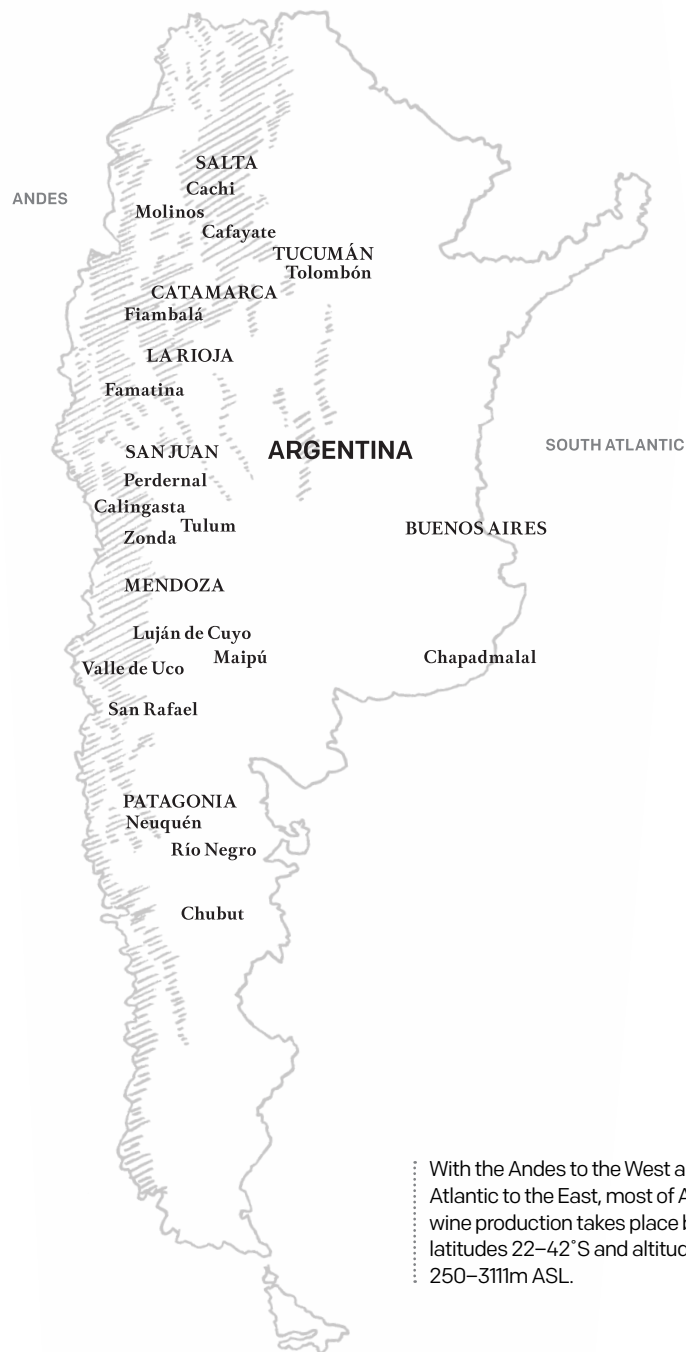 SALTA
ANDES
Cachi
Molinos
Cafayate
TUCUMÁN
Tolombón
CATAMARCA
Fiambalá
LA RIOJA
Famatina
SAN JUAN
ARGENTINA
SOUTH ATLANTIC
Perdernal
Calingasta
Tulum
BUENOS AIRES
Zonda
MENDOZA
Luján de Cuyo
Maipú
Chapadmalal
Valle de Uco
San Rafael
PATAGONIA
Neuquén
Río Negro
Chubut
With the Andes to the West a
Atlantic to the East, most of A
wine production takes place b
latitudes 22–42˚S and altitud
250–3111m ASL.